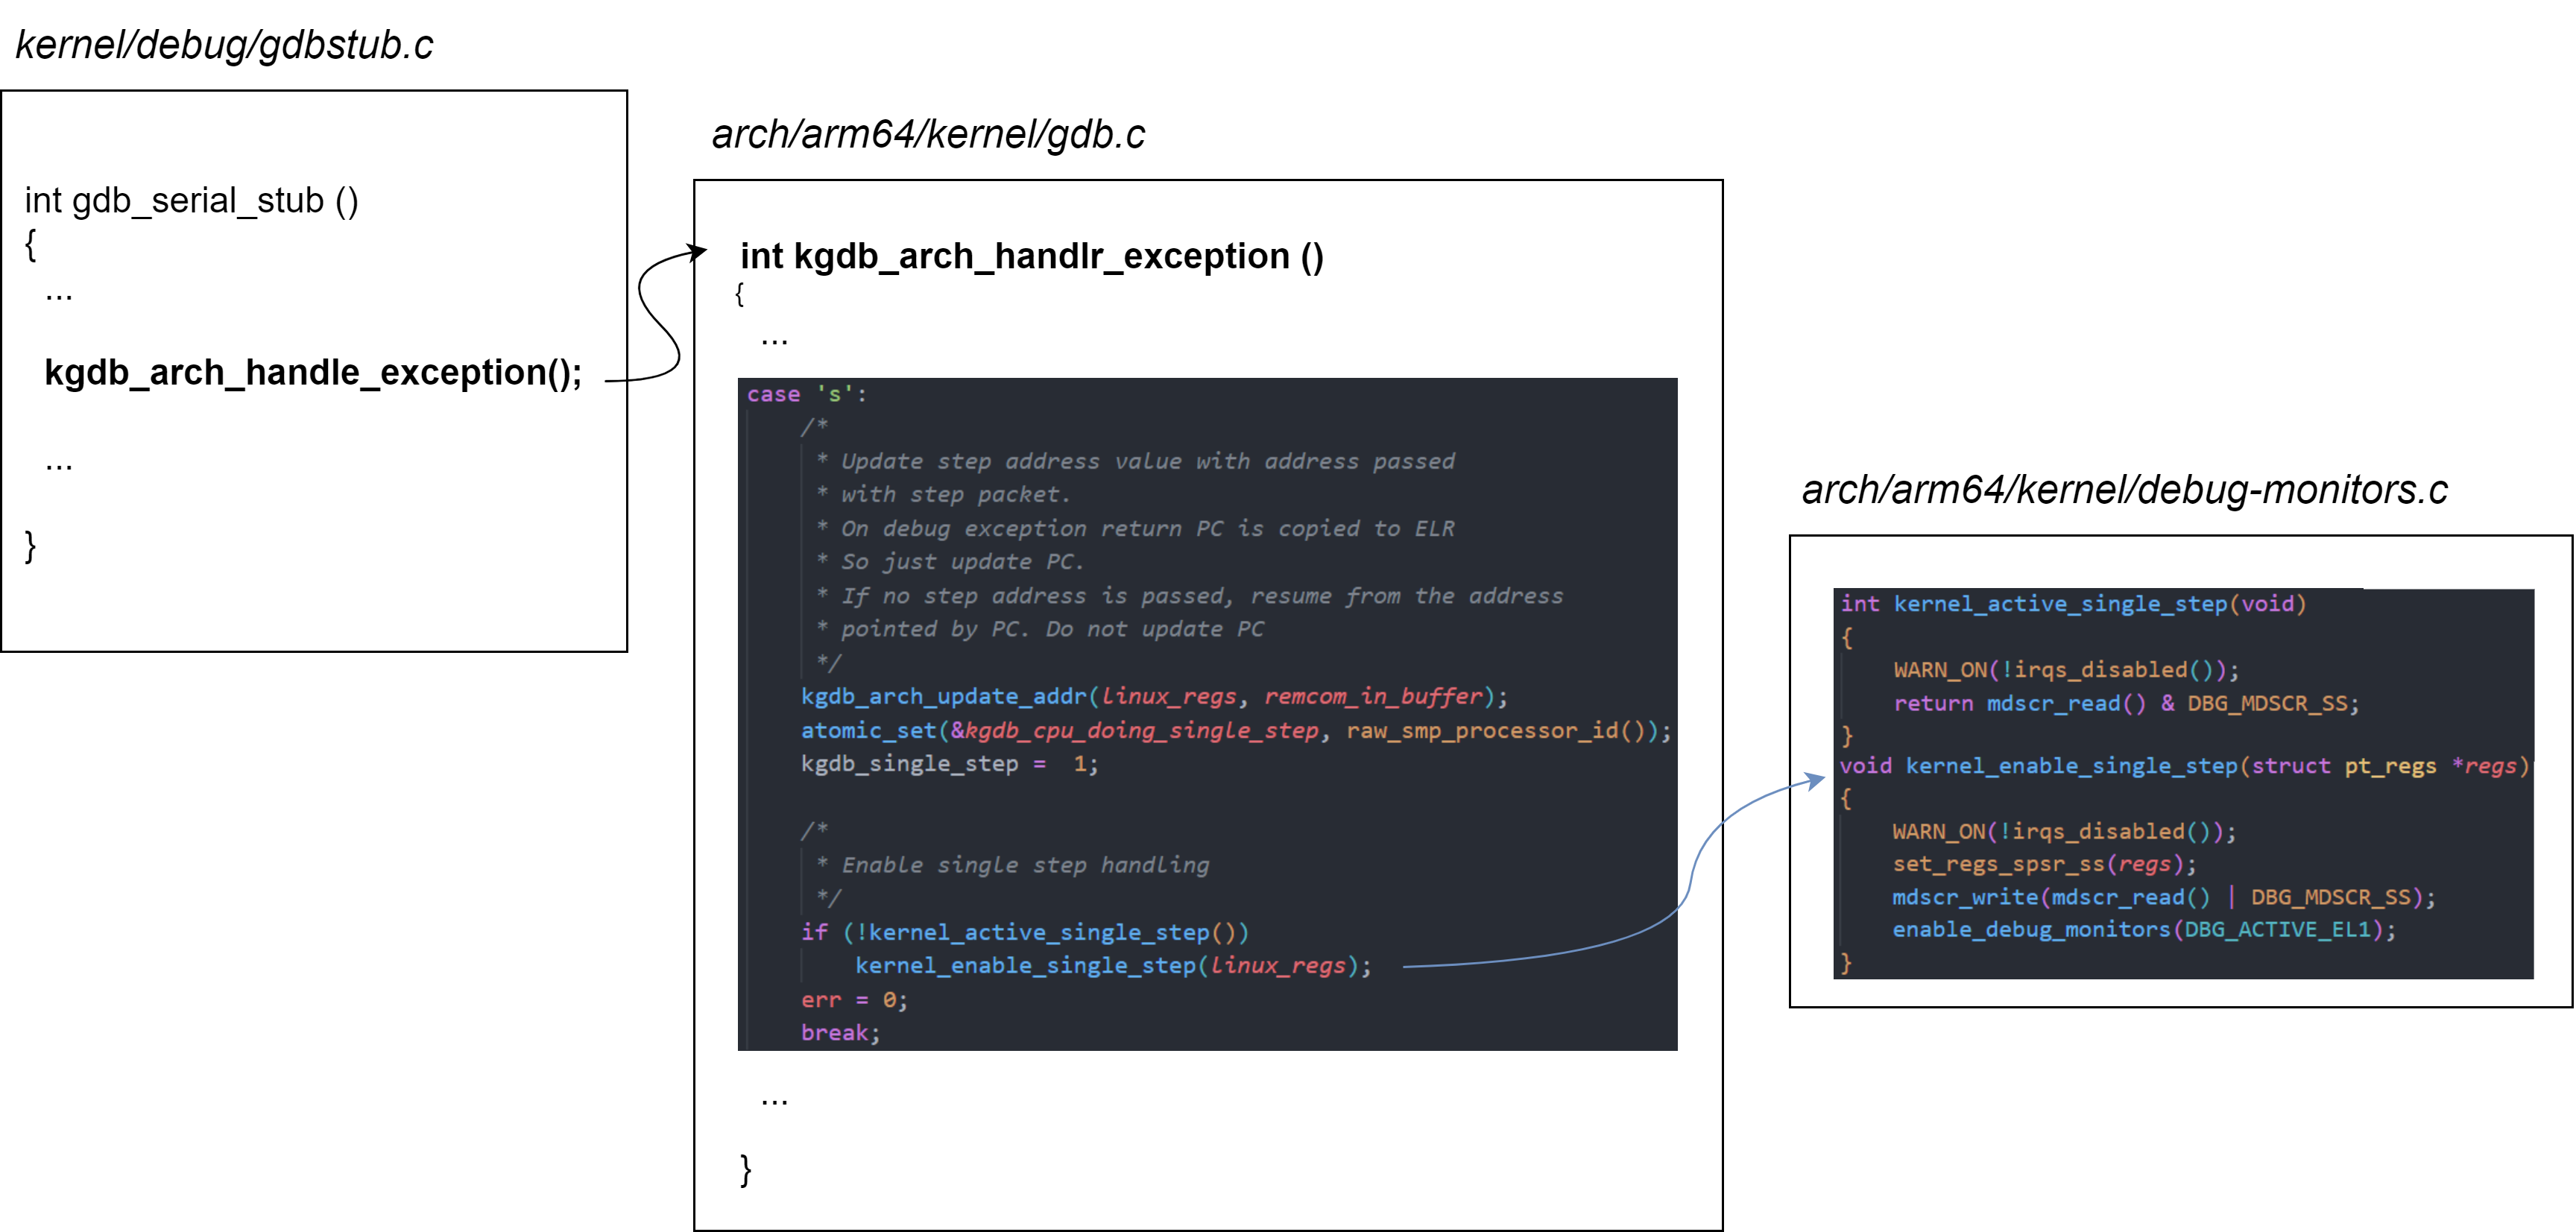 kernel/debug/gdbstub.c
int gdb_serial_stub ()
{
...
kgdb_arch_handle_exception();
...
}
arch/arm64/kernel/gdb.c
int kgdb_arch_handlr_exception ()
{
...
case 's':
/*
* Update step address value with address passed
* with step packet.
* On debug exception return PC is copied to ELR
* So just update PC.
* If no step address is passed, resume from the address
* pointed by PC. Do not update PC
*/
kgdb_arch_update_addr(linux_regs, remcom_in_buffer);
atomic_set(&kgdb_cpu_doing_single_step, raw_smp_processor_id());
kgdb_single_step =  1;
/*
* Enable single step handling
*/
if (!kernel_active_single_step())
kernel_enable_single_step(linux_regs);
err = 0;
break;
...
}
arch/arm64/kernel/debug-monitors.c
int kernel_active_single_step(void)
{
WARN_ON(!irqs_disabled());
return mdscr_read() & DBG_MDSCR_SS;
}
void kernel_enable_single_step(struct pt_regs *regs)
{
WARN_ON(!irqs_disabled());
set_regs_spsr_ss(regs);
mdscr_write(mdscr_read() | DBG_MDSCR_SS);
enable_debug_monitors(DBG_ACTIVE_EL1);
}